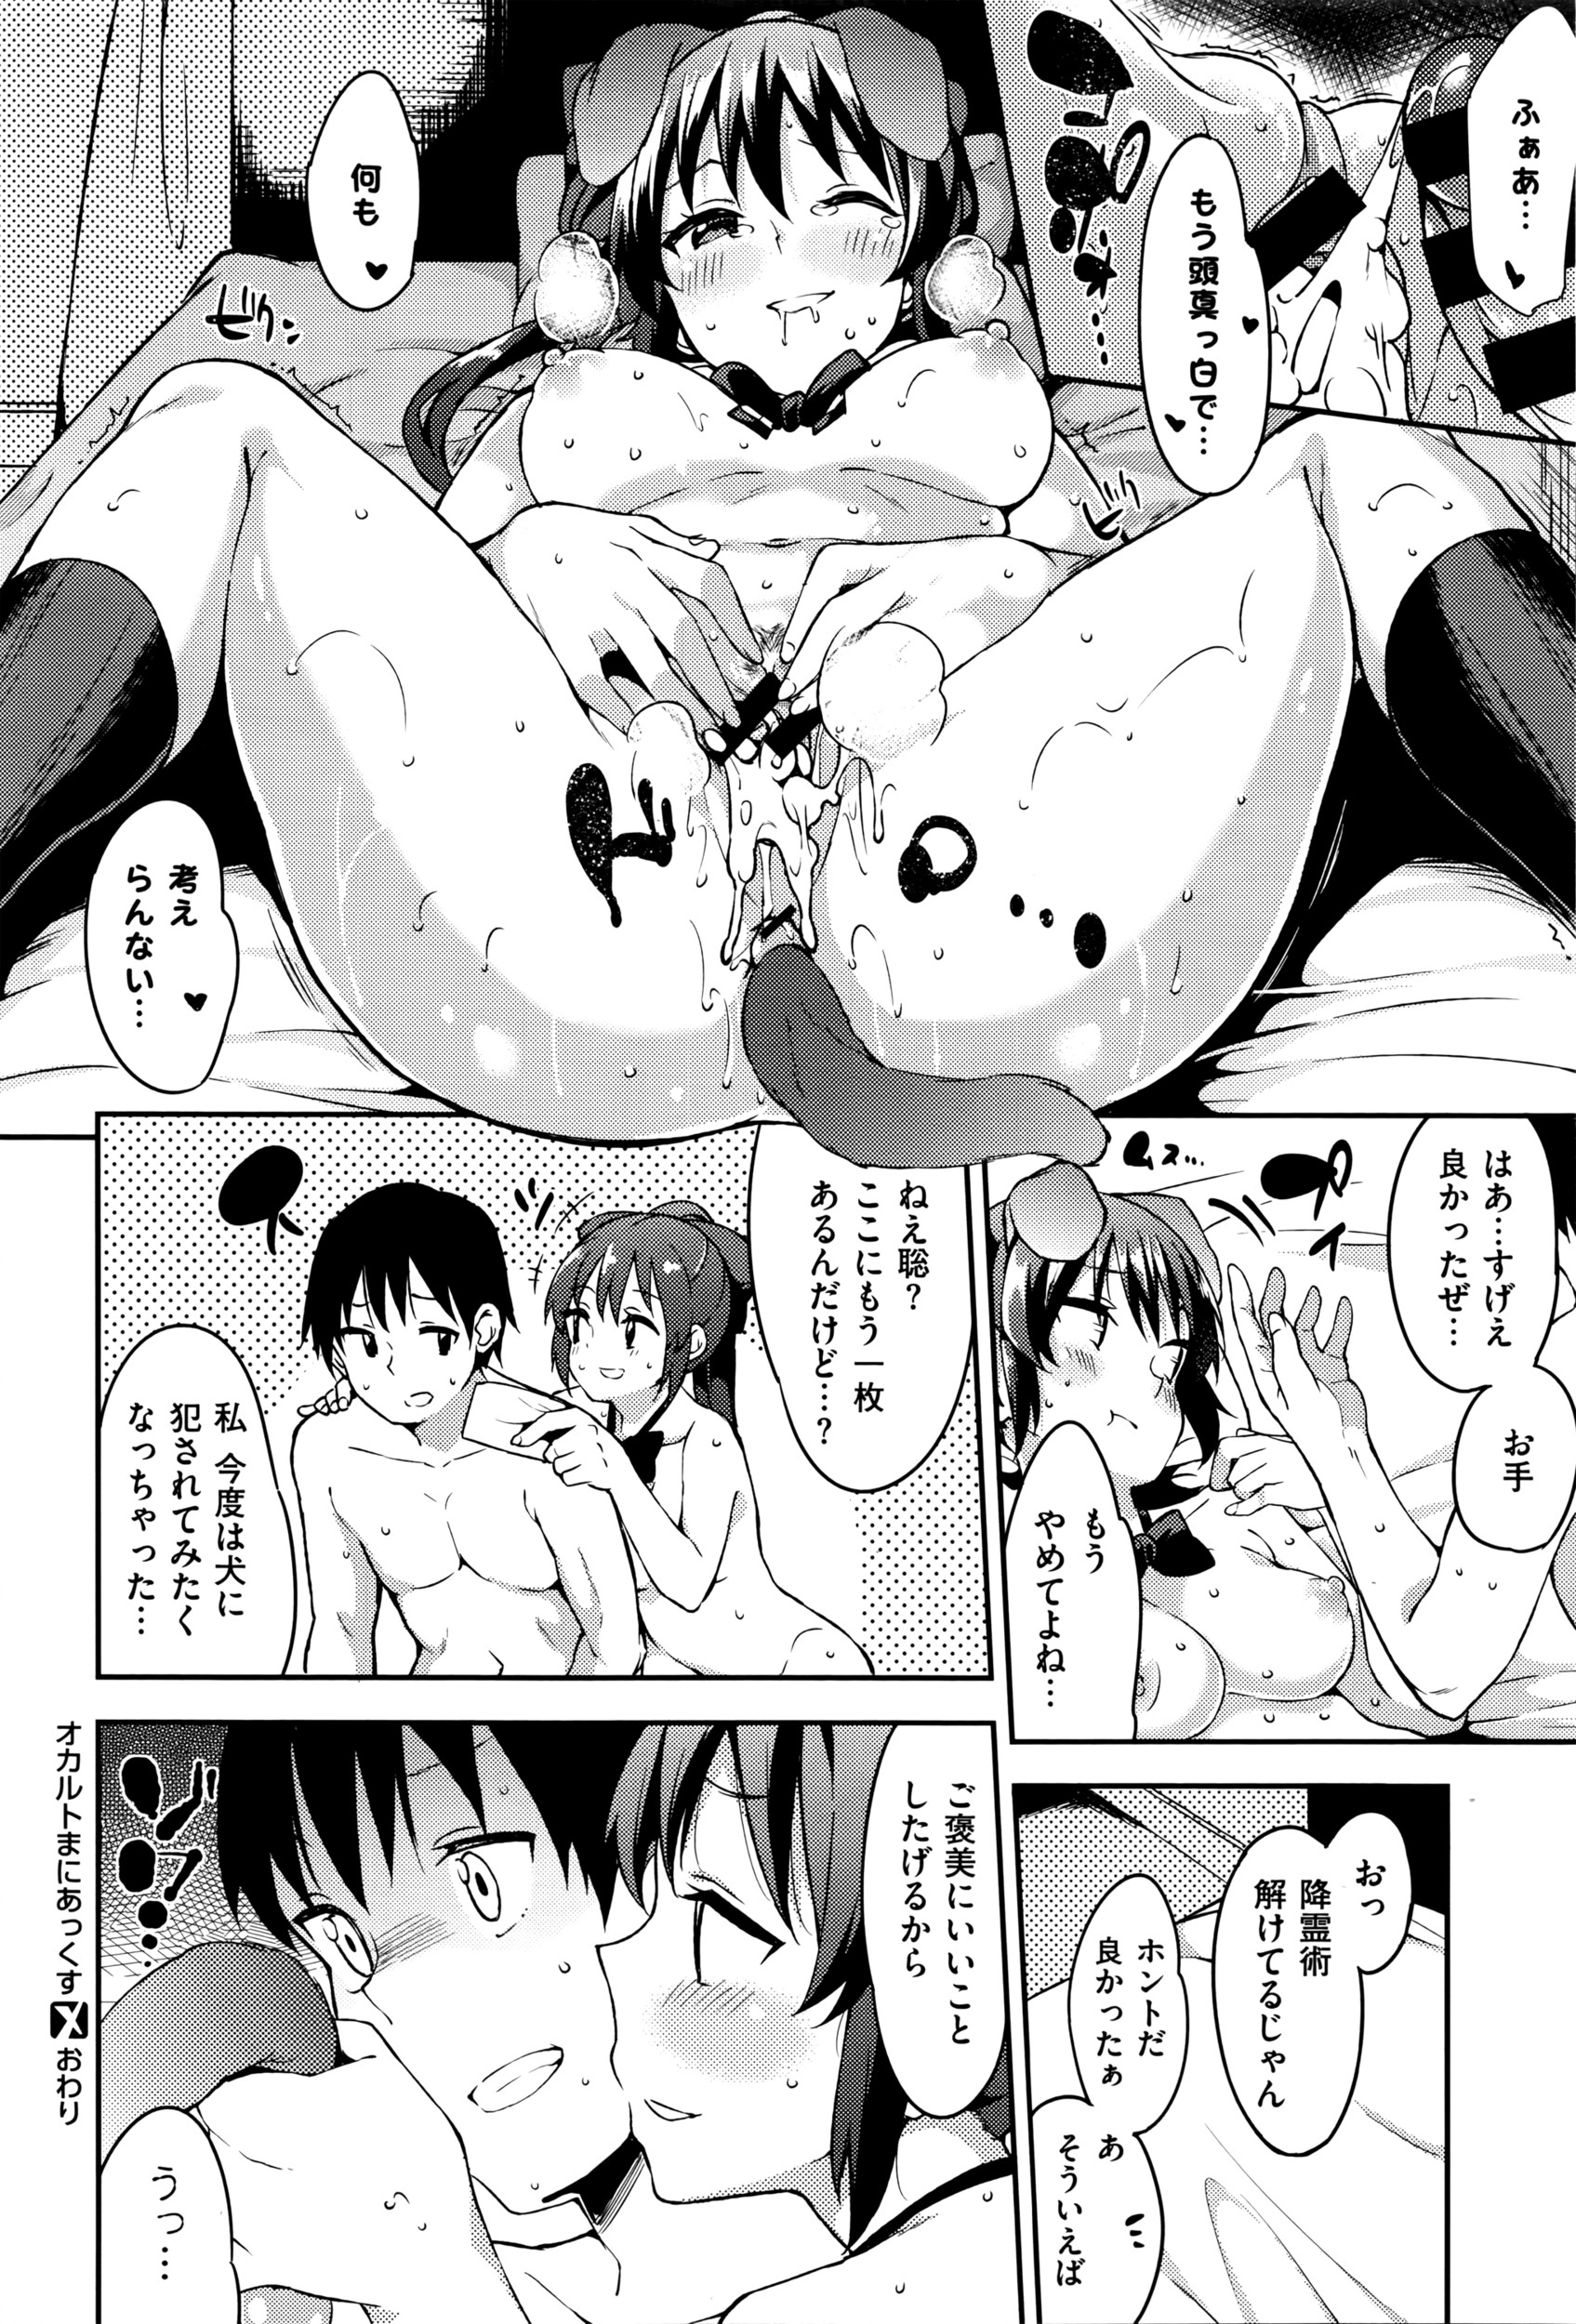 ふぁあ…
もう頭真っ白で…
何も
ビクン
ビク
考え
らんない…
ド
はあ…すげえ
良かったぜ…
お手
もう
やめてよね…
ムス…
ねえ聡?
ここにもう一枚
あるんだけど…?
私 今度は犬に
犯されてみたく
なっちゃった…
おっ
降霊術
解けてるじゃん
ホントだ
良かったぁ
あ
そういえば
ご褒美にいいこと
したげるから
ゾワ…
うっ…
オカルトまにあっくす X おわり